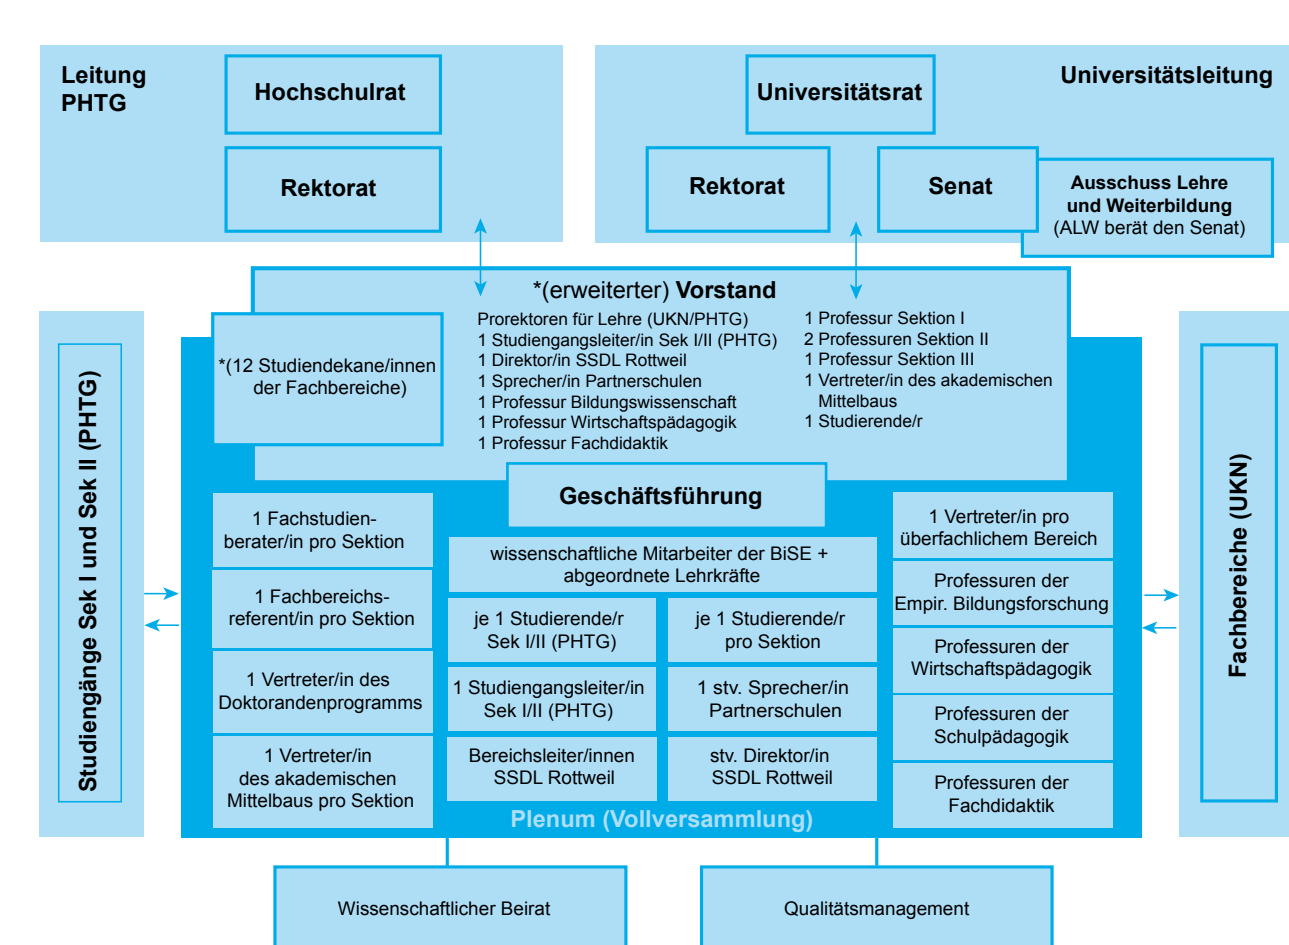 Leitung
PHTG
Hochschulrat
Rektorat
Universitätsleitung
Universitätsrat
Rektorat
Senat
Ausschuss Lehre
und Weiterbildung
(ALW berät den Senat)
*(erweiterter) Vorstand
*(12 Studiendekane/innen
der Fachbereiche)
Prorektoren für Lehre (UKN/PHTG)
1 Studiengangsleiter/in Sek I/II (PHTG)
1 Direktor/in SSDL Rottweil
1 Sprecher/in Partnerschulen
1 Professur Bildungswissenschaft
1 Professur Wirtschaftspädagogik
1 Professur Fachdidaktik
1 Professur Sektion I
2 Professuren Sektion II
1 Professur Sektion III
1 Vertreter/in des akademischen
Mittelbaus
1 Studierende/r
Geschäftsführung
Studiengänge Sek I und Sek II (PHTG)
1 Fachstudien-
berater/in pro Sektion
1 Fachbereichs-
referent/in pro Sektion
1 Vertreter/in des
Doktorandenprogramms
1 Vertreter/in
des akademischen
Mittelbaus pro Sektion
wissenschaftliche Mitarbeiter der BiSE +
abgeordnete Lehrkräfte
je 1 Studierende/r
Sek I/II (PHTG)
je 1 Studierende/r
pro Sektion
1 Studiengangsleiter/in
Sek I/II (PHTG)
1 stv. Sprecher/in
Partnerschulen
Bereichsleiter/innen
SSDL Rottweil
stv. Direktor/in
SSDL Rottweil
1 Vertreter/in pro
überfachlichem Bereich
Professuren der
Empir. Bildungsforschung
Professuren der
Wirtschaftspädagogik
Professuren der
Schulpädagogik
Professuren der
Fachdidaktik
Fachbereiche (UKN)
Plenum (Vollversammlung)
Wissenschaftlicher Beirat
Qualitätsmanagement